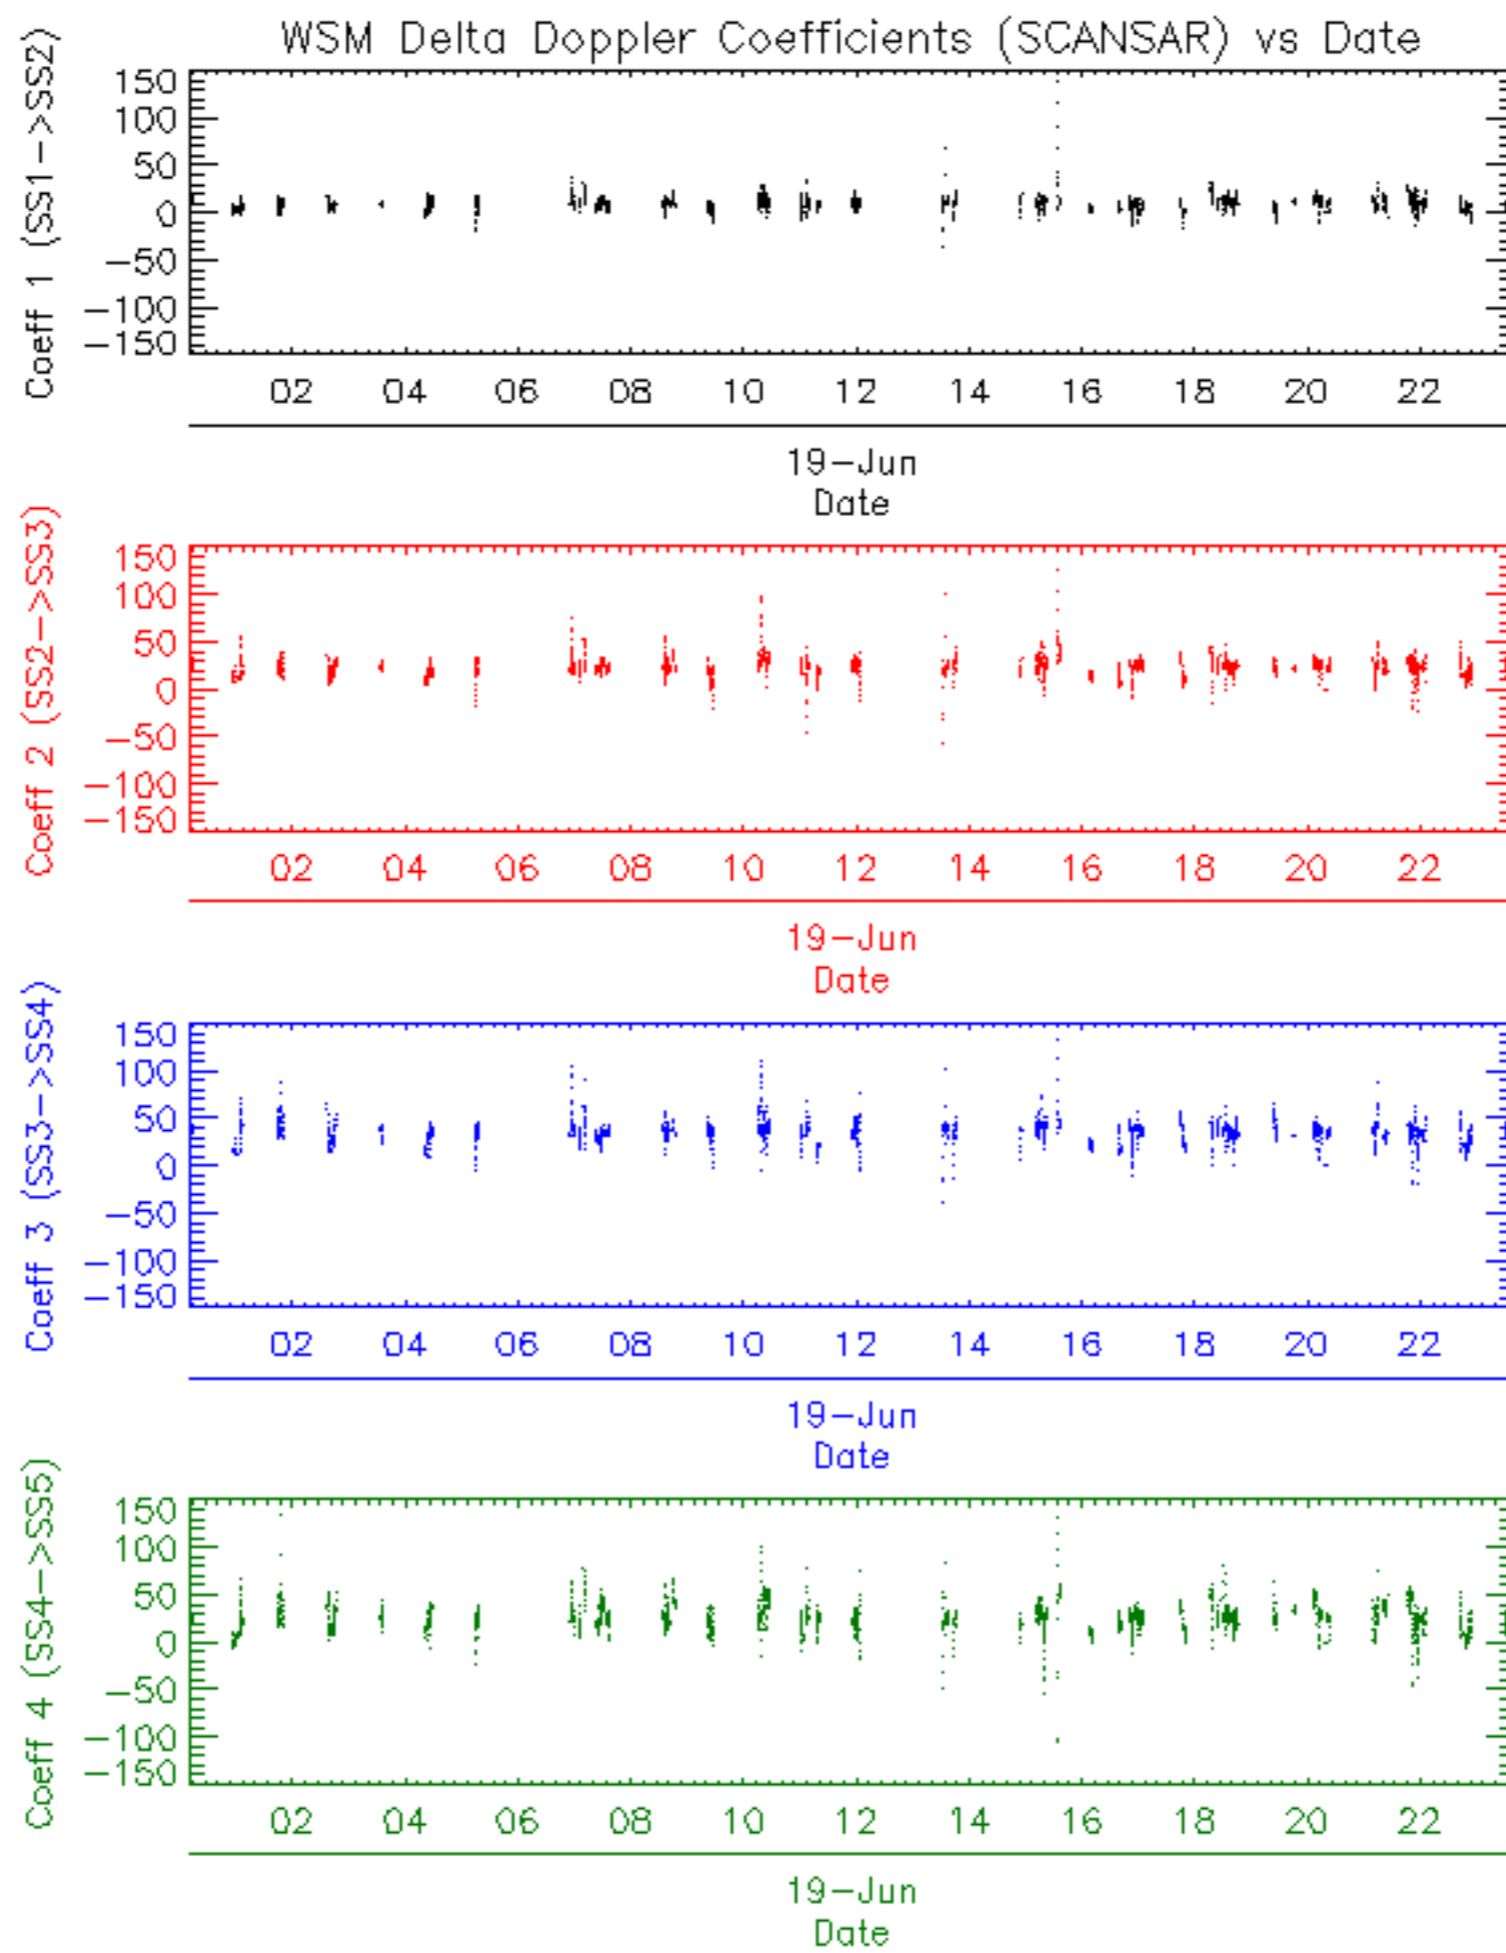 WSM Delta Doppler Coefficients (SCANSAR) vs Date
Coeff 1 (SS1->SS2)
150
100
50
0
-50
-100
-150
02 04 06 08 10 12 14 16 18 20 22
19-Jun
Date
Coeff 2 (SS2->SS3)
150
100
50
0
-50
-100
-150
02 04 06 08 10 12 14 16 18 20 22
19-Jun
Date
Coeff 3 (SS3->SS4)
150
100
50
0
-50
-100
-150
02 04 06 08 10 12 14 16 18 20 22
19-Jun
Date
Coeff 4 (SS4->SS5)
150
100
50
0
-50
-100
-150
02 04 06 08 10 12 14 16 18 20 22
19-Jun
Date